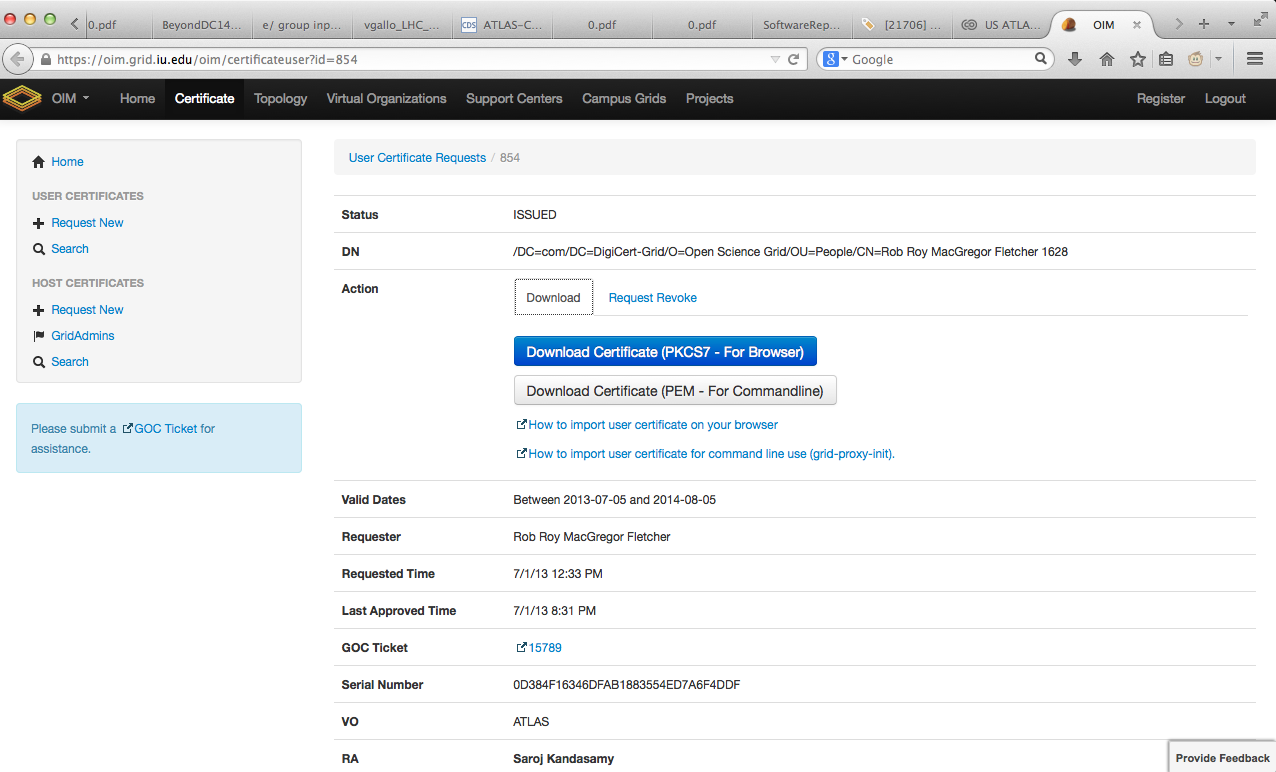 0.pdf
BeyondDC14...
e/ group inp...
vgallo_LHC_...
CDS ATLAS–C...
0.pdf
0.pdf
SoftwareRep...
[21706] ...
US ATLA...
OIM
https://oim.grid.iu.edu/oim/certificateuser?id=854
8 Google
OIM Home Certificate Topology Virtual Organizations Support Centers Campus Grids Projects Register Logout
Home
USER CERTIFICATES
Request New
Search
HOST CERTIFICATES
Request New
GridAdmins
Search
Please submit a GOC Ticket for
assistance.
User Certificate Requests / 854
Status ISSUED
DN /DC=com/DC=DigiCert-Grid/O=Open Science Grid/OU=People/CN=Rob Roy MacGregor Fletcher 1628
Action Download Request Revoke
Download Certificate (PKCS7 - For Browser)
Download Certificate (PEM - For Commandline)
How to import user certificate on your browser
How to import user certificate for command line use (grid-proxy-init).
Valid Dates Between 2013-07-05 and 2014-08-05
Requester Rob Roy MacGregor Fletcher
Requested Time 7/1/13 12:33 PM
Last Approved Time 7/1/13 8:31 PM
GOC Ticket 15789
Serial Number 0D384F16346DFAB1883554ED7A6F4DDF
VO ATLAS
RA Saroj Kandasamy
Provide Feedback